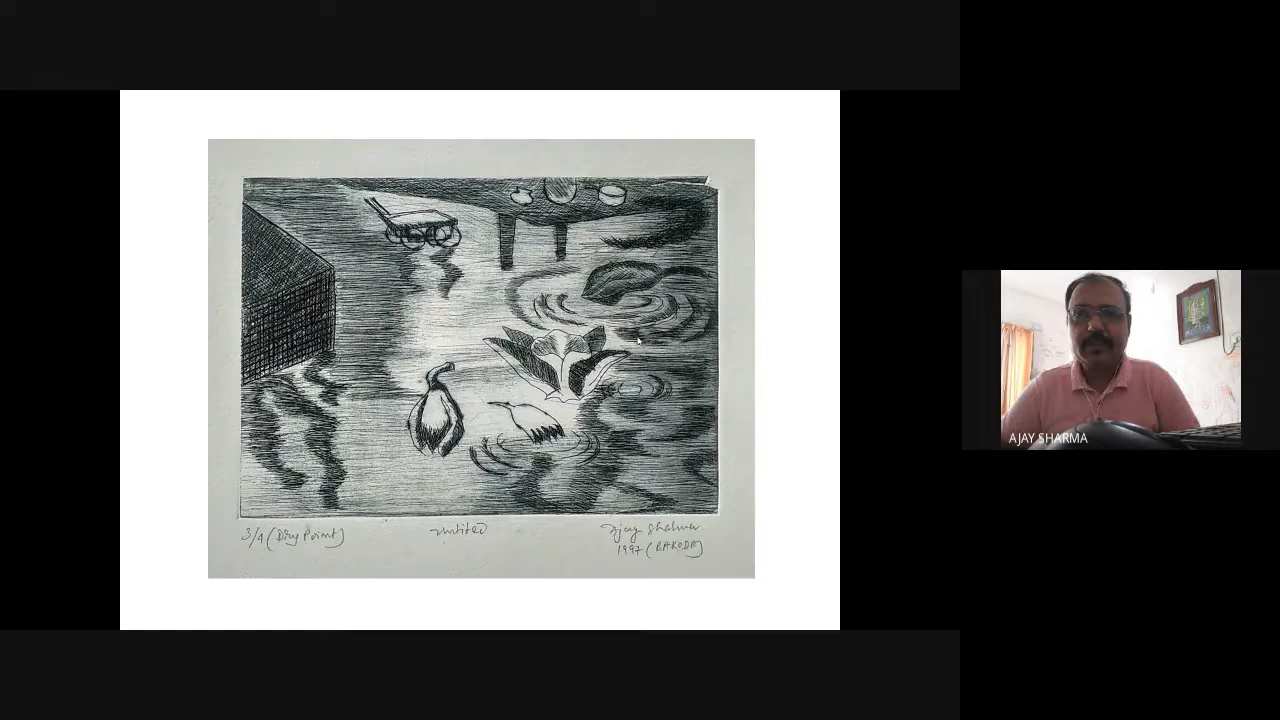 3/4 (Dry Point)
untitled
Ajay Sharma
1997 (BARODA)
AJAY SHARMA